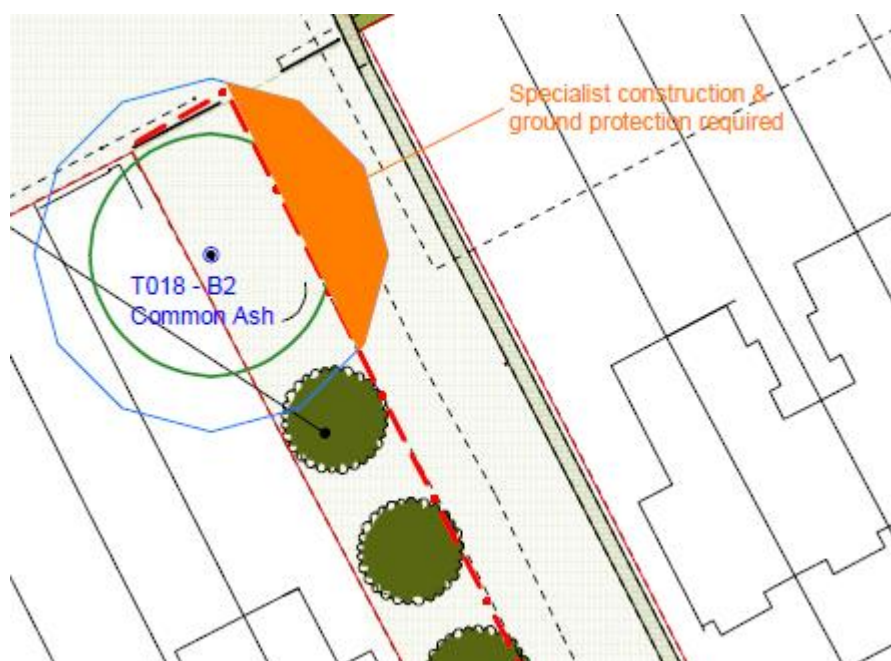 Specialist construction &
ground protection required
T018 - B2
Common Ash